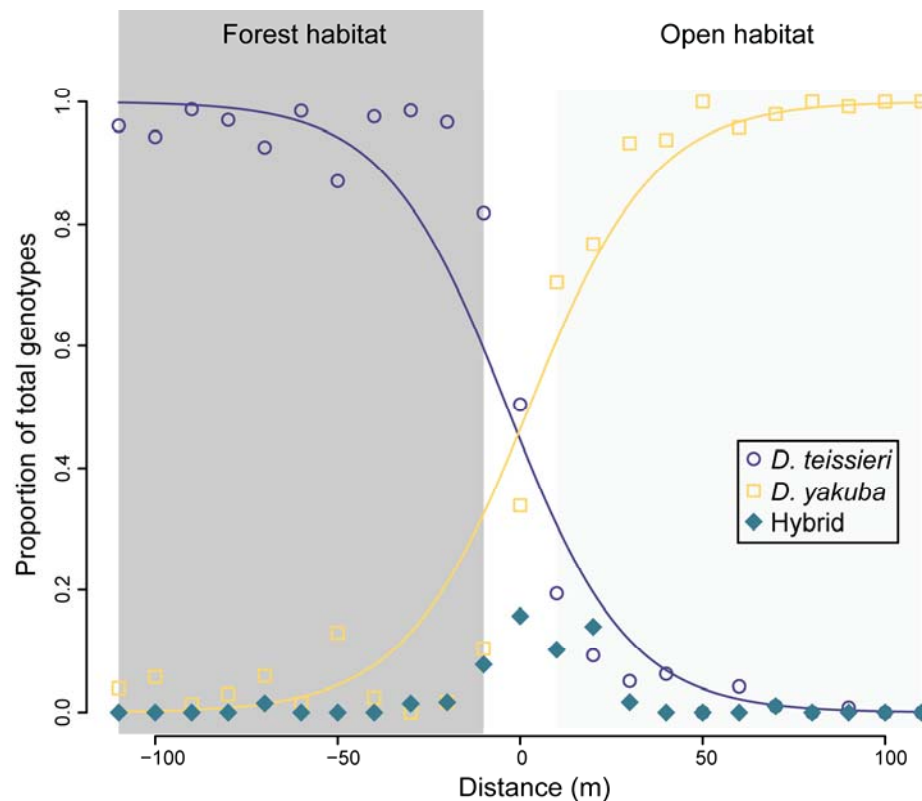 Forest habitat
Open habitat
Proportion of total genotypes
1.0
0.8
0.6
0.4
0.2
0.0
D. teissieri
D. yakuba
Hybrid
−100
−50
0
50
100
Distance (m)